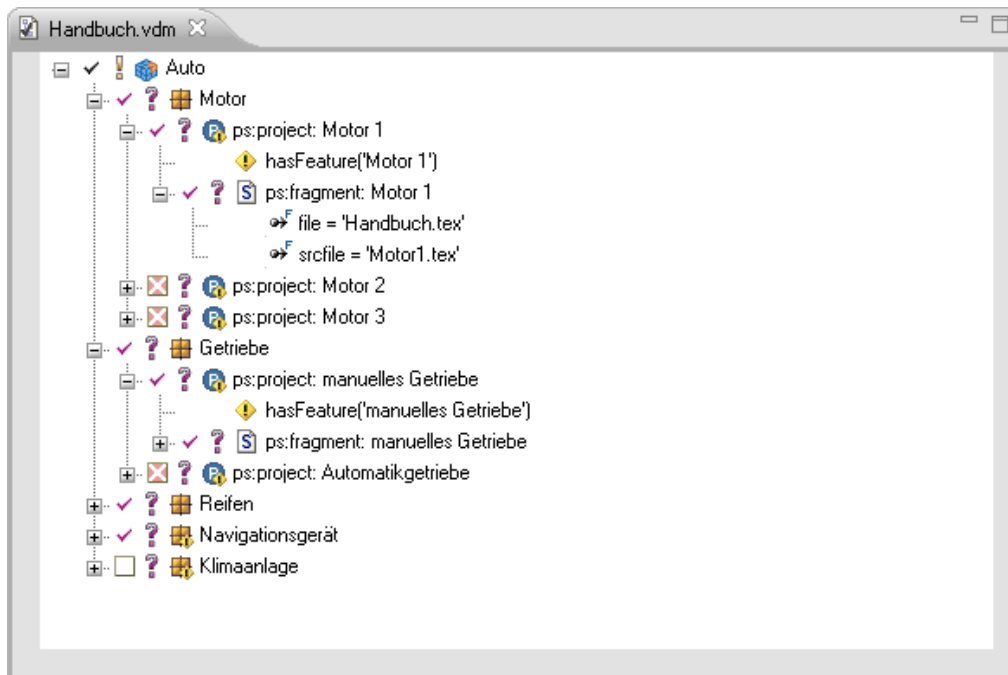 Handbuch.vdm
Auto
Motor
ps:project: Motor 1
hasFeature('Motor 1')
ps:fragment: Motor 1
file = 'Handbuch.tex'
srcfile = 'Motor1.tex'
ps:project: Motor 2
ps:project: Motor 3
Getriebe
ps:project: manuelles Getriebe
hasFeature('manuelles Getriebe')
ps:fragment: manuelles Getriebe
ps:project: Automatikgetriebe
Reifen
Navigationsgerät
Klimaanlage